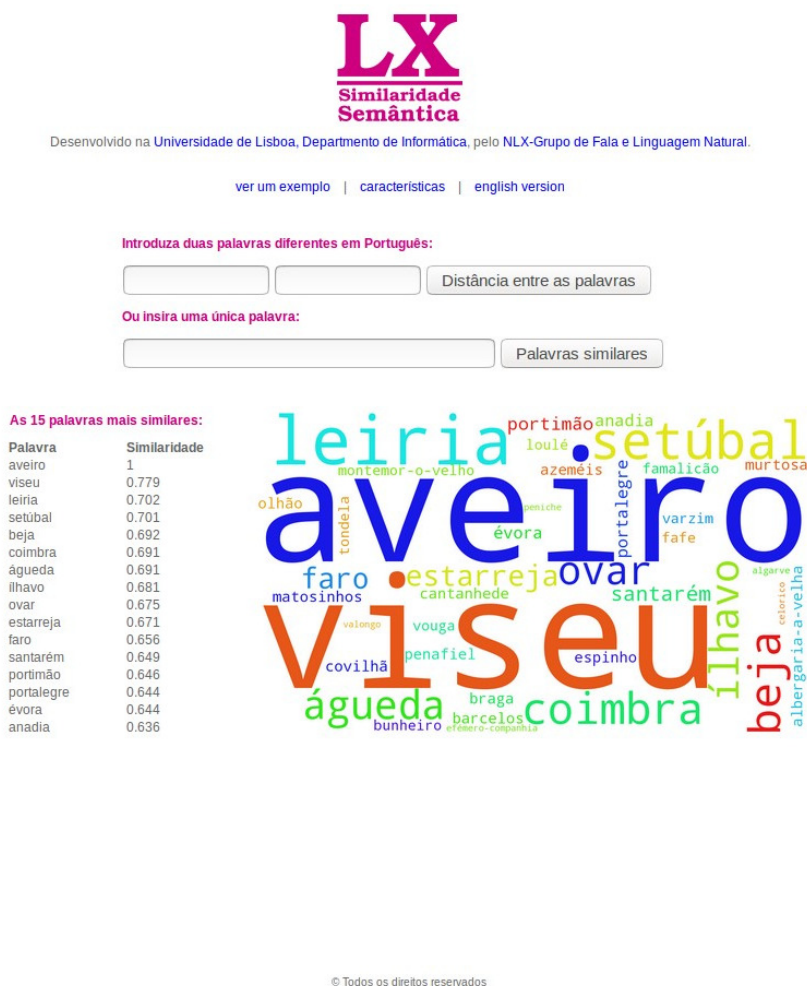 LX
Similaridade
Semântica
Desenvolvido na Universidade de Lisboa, Departmento de Informática, pelo NLX-Grupo de Fala e Linguagem Natural.
ver um exemplo | características | english version
Introduza duas palavras diferentes em Português:
Distância entre as palavras
Ou insira uma única palavra:
Palavras similares
As 15 palavras mais similares:
Palavra Similaridade
aveiro 1
viseu 0.779
leiria 0.702
setúbal 0.701
beja 0.692
coimbra 0.691
águeda 0.691
ílhavo 0.681
ovar 0.675
estarreja 0.671
faro 0.656
santarém 0.649
portimão 0.646
portalegre 0.644
évora 0.644
anadia 0.636
leiria
portimão
anadia
loulé
setúbal
montemor-o-velho
azeméis
famalicão
murtosa
aveiro
olhão
tondela
peniche
évora
portalegre
varzim
fafe
faro
estarreja
ovar
algarve
matosinhos
cantanhede
santarém
celorico
albergaria-a-velha
viseu
valongo
vouga
ílhavo
covilhã
penafiel
espinho
beja
águeda
braga
coimbra
bunheiro
barcelos
efémero-companhia
© Todos os direitos reservados